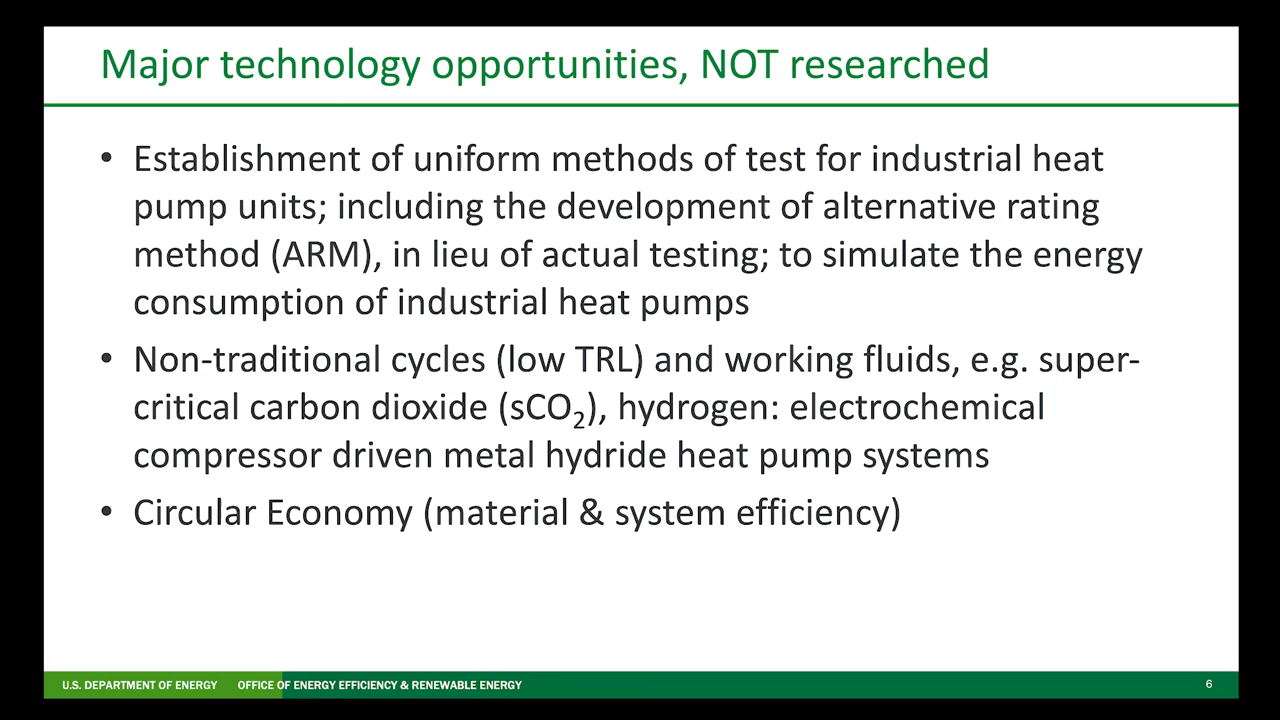 Major technology opportunities, NOT researched
• Establishment of uniform methods of test for industrial heat
pump units; including the development of alternative rating
method (ARM), in lieu of actual testing; to simulate the energy
consumption of industrial heat pumps
• Non-traditional cycles (low TRL) and working fluids, e.g. super-
critical carbon dioxide (sCO₂), hydrogen: electrochemical
compressor driven metal hydride heat pump systems
• Circular Economy (material & system efficiency)
U.S. DEPARTMENT OF ENERGY OFFICE OF ENERGY EFFICIENCY & RENEWABLE ENERGY 6